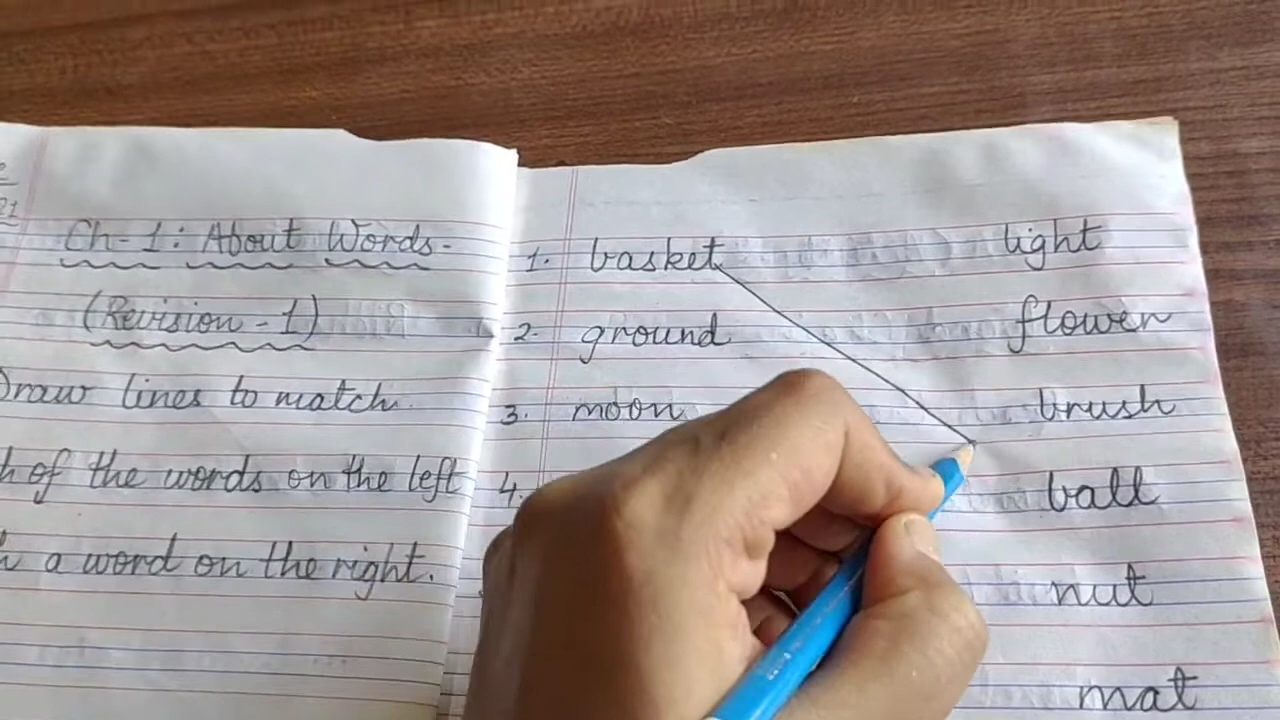 21
Ch-1: About Words-
(Revision - 1)
Draw lines to match
of the words on the left
a word on the right.
1. basket light
2. ground flower
3. moon brush
4. ball
nut
mat